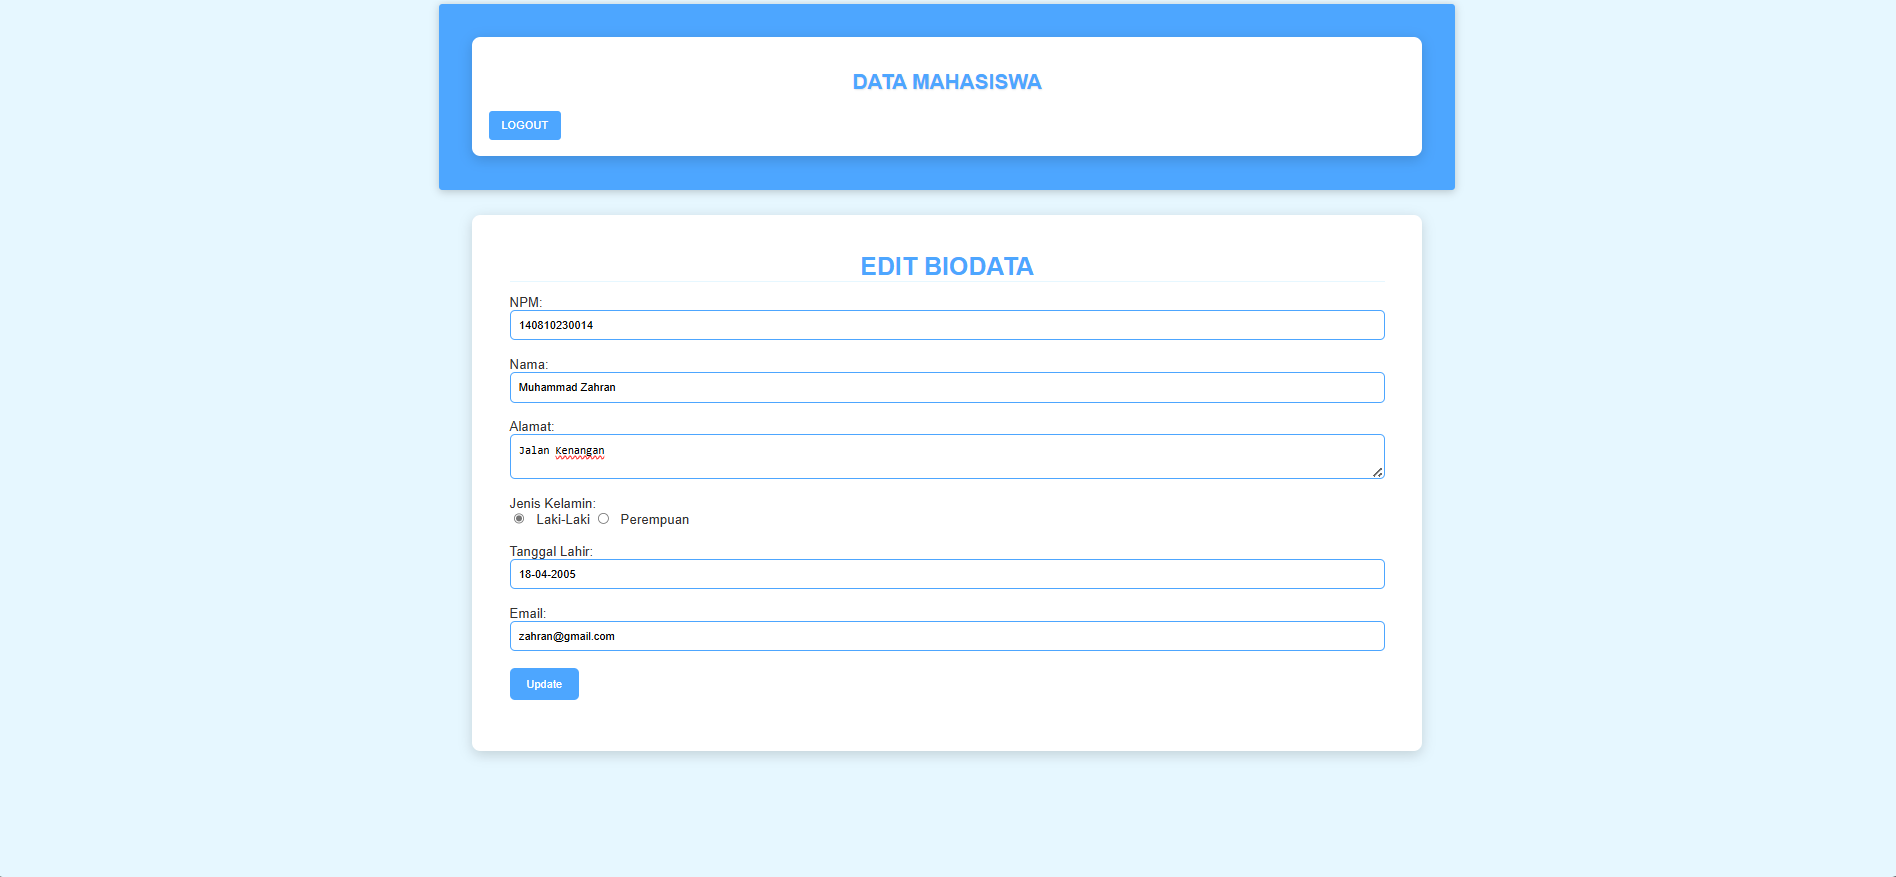 DATA MAHASISWA
LOGOUT
EDIT BIODATA
NPM:
140810230014
Nama:
Muhammad Zahran
Alamat:
Jalan Kenangan
Jenis Kelamin:
Laki-Laki Perempuan
Tanggal Lahir:
18-04-2005
Email:
zahran@gmail.com
Update